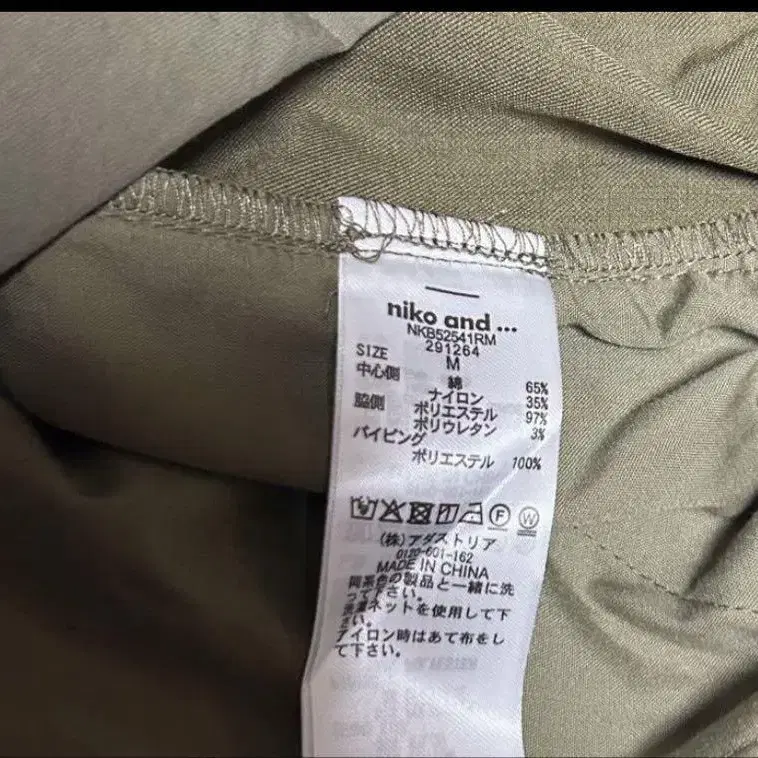 niko and ...
NKB52541RM
291264
SIZE M
中心側 綿 65%
ナイロン 35%
脇側 ポリエステル 97%
ポリウレタン 3%
パイピング
ポリエステル 100%
F W
(株)アダストリア
0120-601-162
MADE IN CHINA
同系色の製品と一緒に洗
って下さい。
洗濯ネットを使用して下
さい。
アイロン時はあて布をし
て下さい。